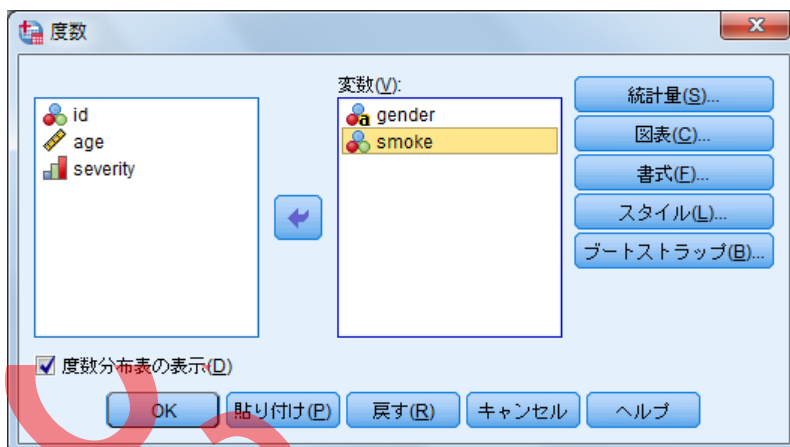 度数
id
age
severity
変数(V):
gender
smoke
統計量(S)...
図表(C)...
書式(F)...
スタイル(L)...
ブートストラップ(B)...
度数分布表の表示(D)
OK
貼り付け(P)
戻す(R)
キャンセル
ヘルプ